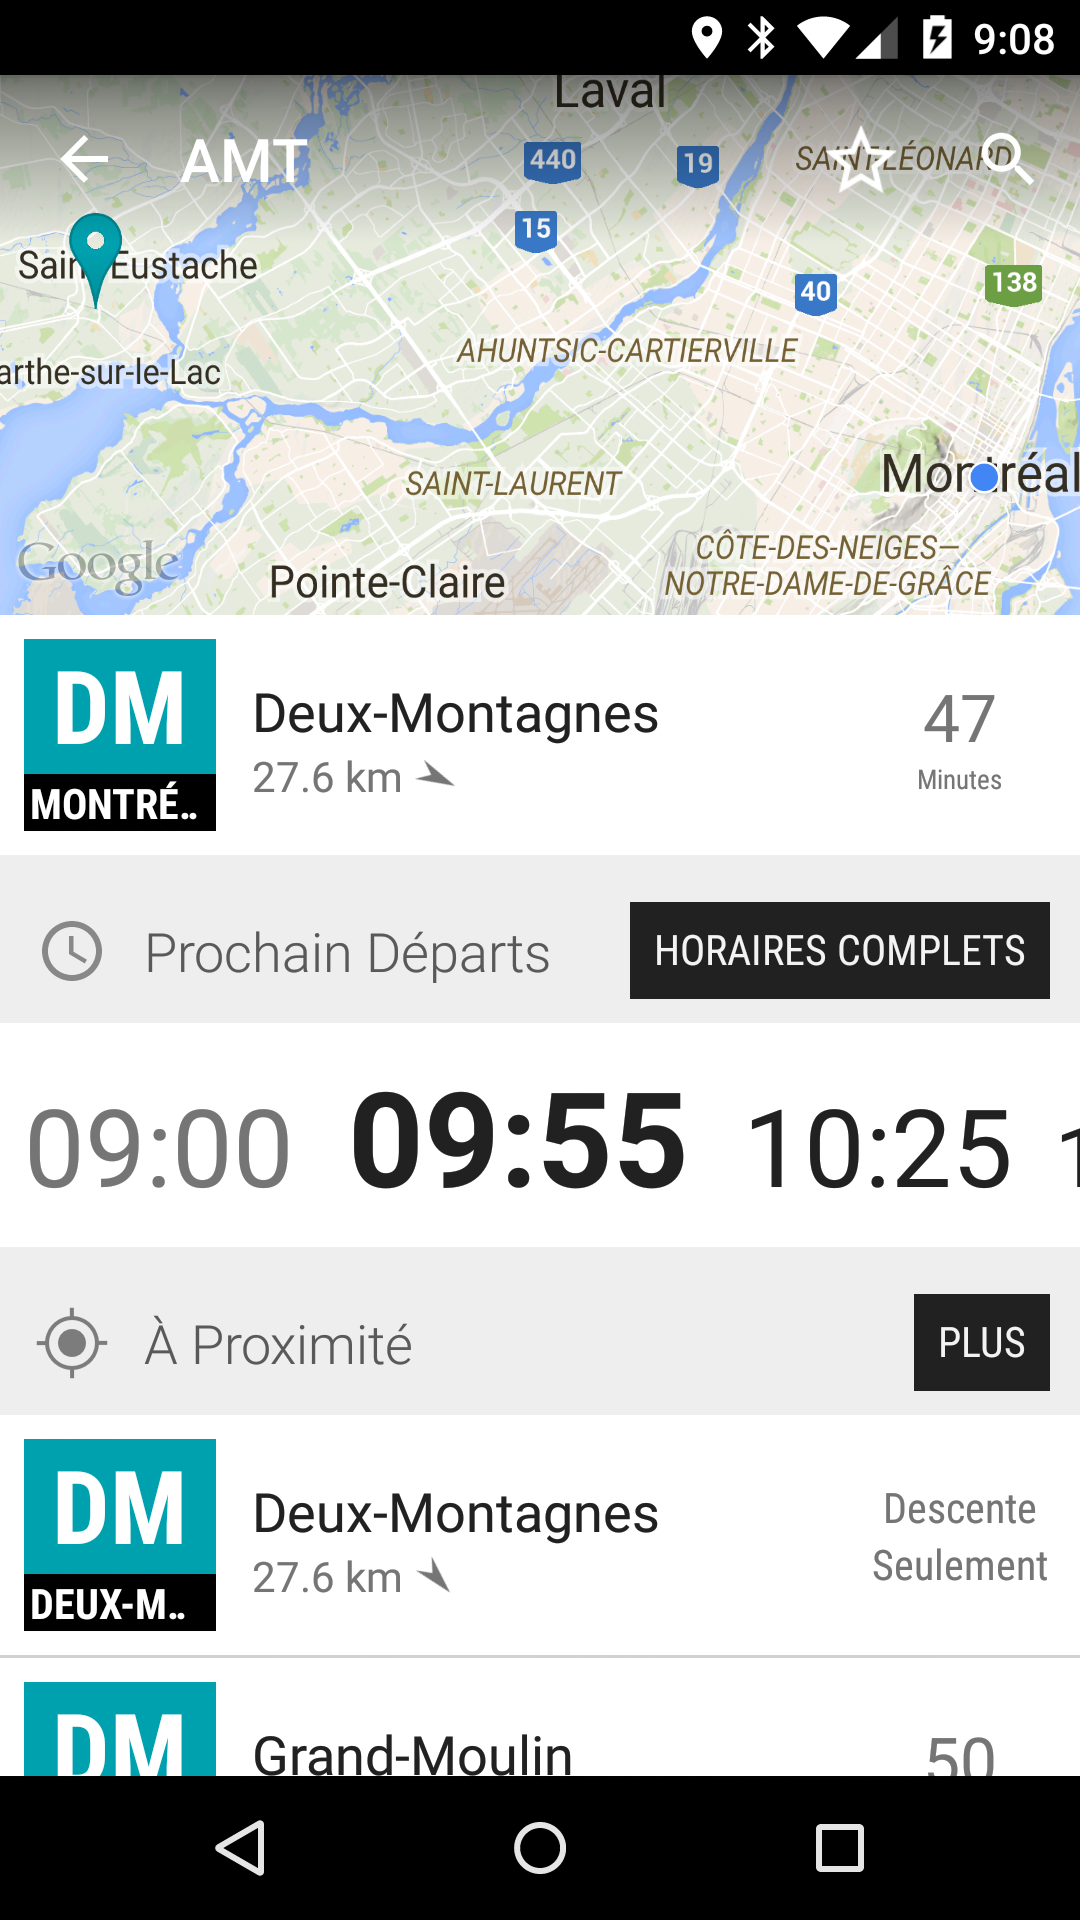 9:08
Laval
AMT
440
19
SAINT-LÉONARD
15
Saint-Eustache
40
138
AHUNTSIC-CARTIERVILLE
arthe-sur-le-Lac
Montréal
SAINT-LAURENT
CÔTE-DES-NEIGES—
NOTRE-DAME-DE-GRÂCE
Google
Pointe-Claire
DM
MONTRÉ..
Deux-Montagnes
27.6 km
47
Minutes
Prochain Départs
HORAIRES COMPLETS
09:00 09:55 10:25 1
À Proximité
PLUS
DM
DEUX-M..
Deux-Montagnes
27.6 km
Descente
Seulement
DM
Grand-Moulin
50